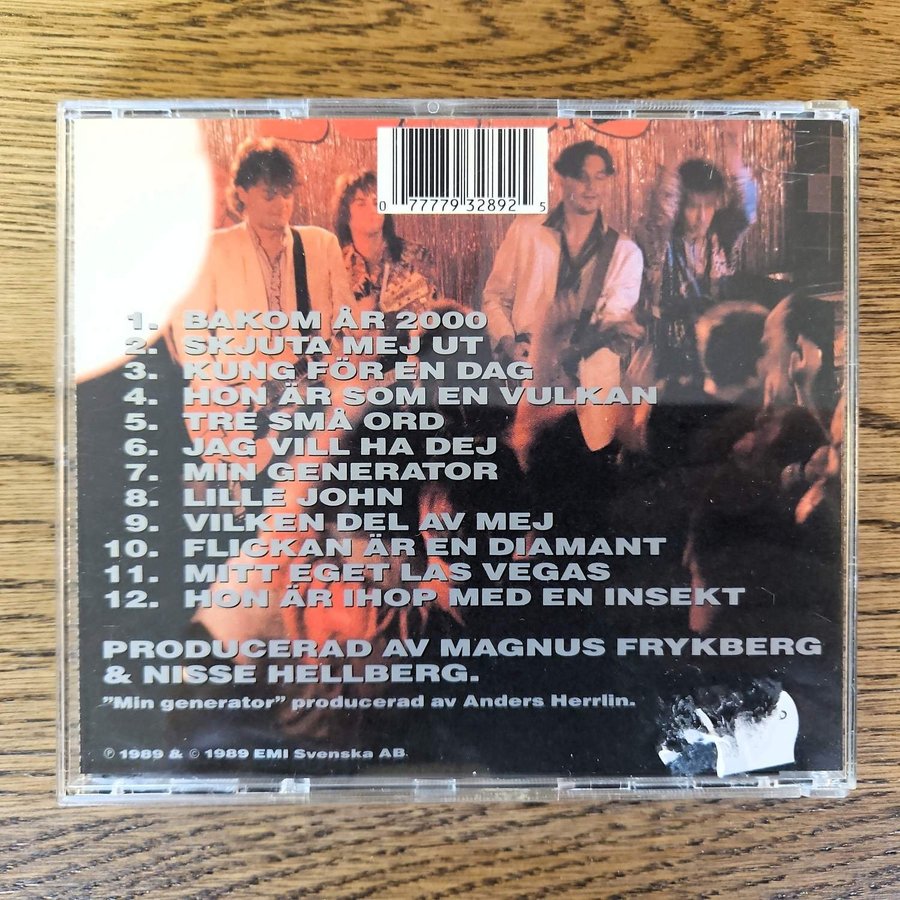 0 77779 32892 5
1. BAKOM ÅR 2000
2. SKJUTA MEJ UT
3. KUNG FÖR EN DAG
4. HON ÄR SOM EN VULKAN
5. TRE SMÅ ORD
6. JAG VILL HA DEJ
7. MIN GENERATOR
8. LILLE JOHN
9. VILKEN DEL AV MEJ
10. FLICKAN ÄR EN DIAMANT
11. MITT EGET LAS VEGAS
12. HON ÄR IHOP MED EN INSEKT
PRODUCERAD AV MAGNUS FRYKBERG
& NISSE HELLBERG.
"Min generator" producerad av Anders Herrlin.
℗ 1989 & © 1989 EMI Svenska AB